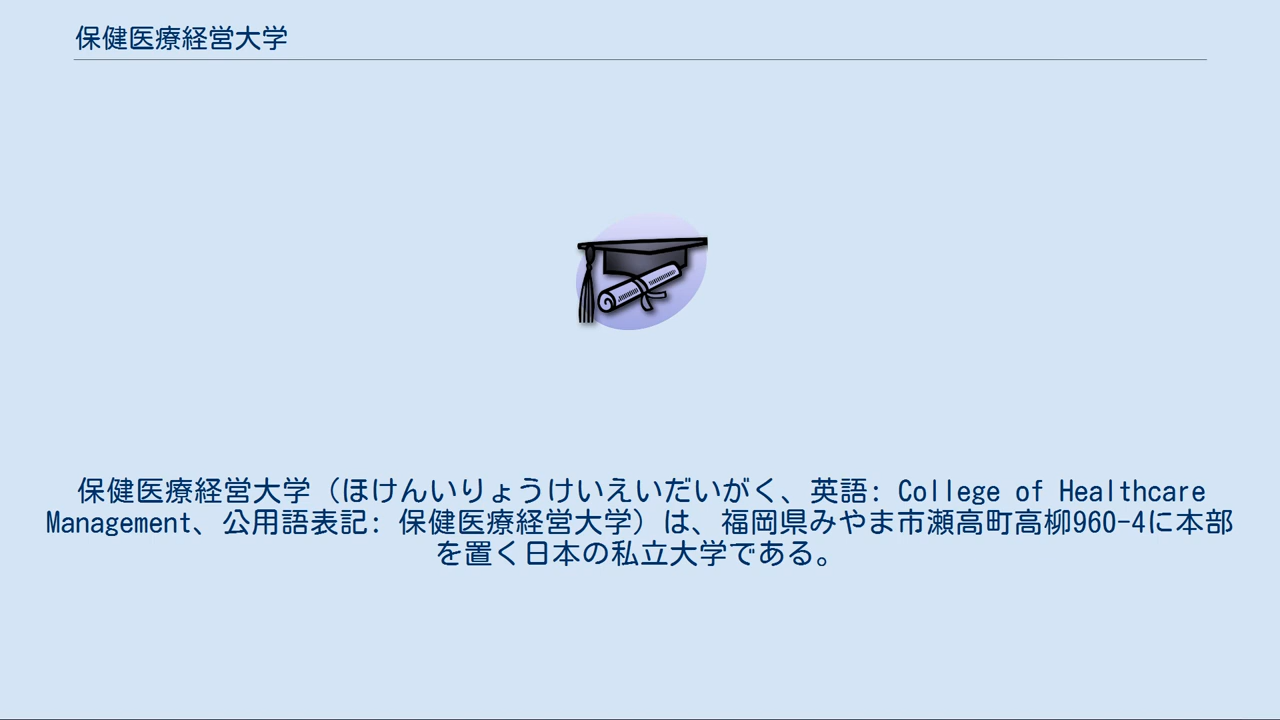 保健医療経営大学
保健医療経営大学（ほけんいりょうけいえいだいがく、英語: College of Healthcare
Management、公用語表記: 保健医療経営大学）は、福岡県みやま市瀬高町高柳960-4に本部
を置く日本の私立大学である。